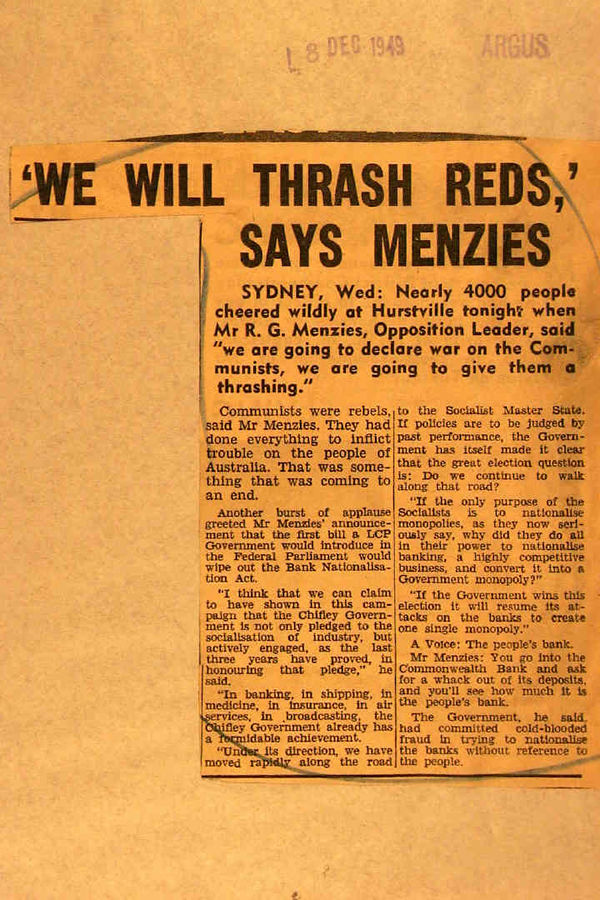 8 DEC 1949 ARGUS
'WE WILL THRASH REDS,'
SAYS MENZIES
SYDNEY, Wed: Nearly 4000 people
cheered wildly at Hurstville tonight when
Mr R. G. Menzies, Opposition Leader, said
"we are going to declare war on the Com-
munists, we are going to give them a
thrashing."
Communists were rebels,
said Mr Menzies. They had
done everything to inflict
trouble on the people of
Australia. That was some-
thing that was coming to
an end.
Another burst of applause
greeted Mr Menzies' announce-
ment that the first bill a LCP
Government would introduce in
the Federal Parliament would
wipe out the Bank Nationalisa-
tion Act.
"I think that we can claim
to have shown in this cam-
paign that the Chifley Govern-
ment is not only pledged to the
socialisation of industry, but
actively engaged, as the last
three years have proved, in
honouring that pledge," he
said.
"In banking, in shipping, in
medicine, in insurance, in air
services, in broadcasting, the
Chifley Government already has
a formidable achievement.
"Under its direction, we have
moved rapidly along the road
to the Socialist Master State.
If policies are to be judged by
past performance, the Govern-
ment has itself made it clear
that the great election question
is: Do we continue to walk
along that road?
"If the only purpose of the
Socialists is to nationalise
monopolies, as they now seri-
ously say, why did they do all
in their power to nationalise
banking, a highly competitive
business, and convert it into a
Government monopoly?"
"If the Government wins this
election it will resume its at-
tacks on the banks to create
one single monopoly."
A Voice: The people's bank.
Mr Menzies: You go into the
Commonwealth Bank and ask
for a whack out of its deposits,
and you'll see how much it is
the people's bank.
The Government, he said,
had committed cold-blooded
fraud in trying to nationalise
the banks without reference to
the people.